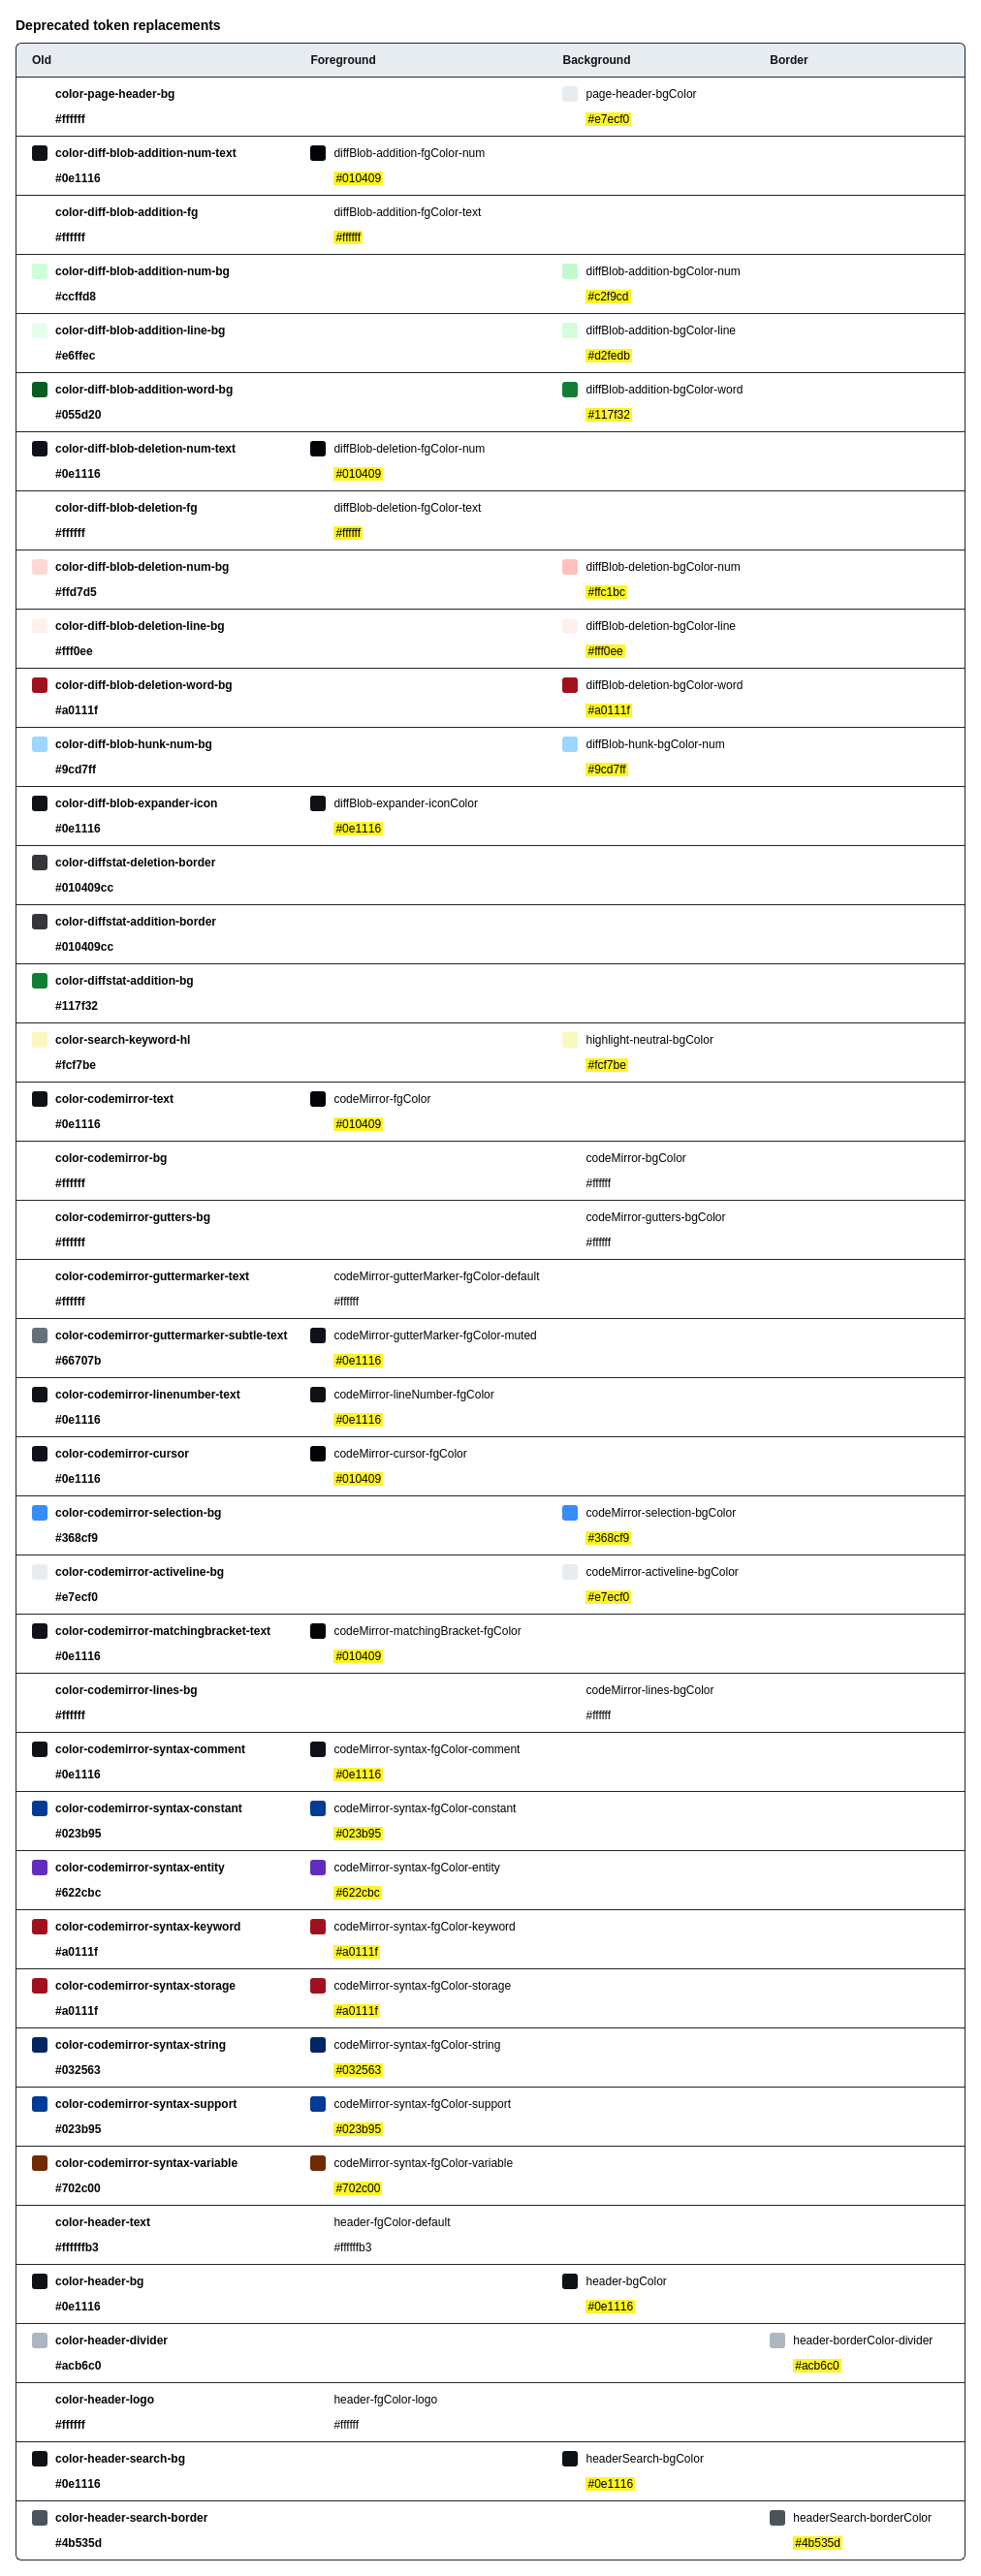 Deprecated token replacements
Old Foreground Background Border
color-page-header-bg page-header-bgColor
#ffffff #e7ecf0
color-diff-blob-addition-num-text diffBlob-addition-fgColor-num
#0e1116 #010409
color-diff-blob-addition-fg diffBlob-addition-fgColor-text
#ffffff #ffffff
color-diff-blob-addition-num-bg diffBlob-addition-bgColor-num
#ccffd8 #c2f9cd
color-diff-blob-addition-line-bg diffBlob-addition-bgColor-line
#e6ffec #d2fedb
color-diff-blob-addition-word-bg diffBlob-addition-bgColor-word
#055d20 #117f32
color-diff-blob-deletion-num-text diffBlob-deletion-fgColor-num
#0e1116 #010409
color-diff-blob-deletion-fg diffBlob-deletion-fgColor-text
#ffffff #ffffff
color-diff-blob-deletion-num-bg diffBlob-deletion-bgColor-num
#ffd7d5 #ffc1bc
color-diff-blob-deletion-line-bg diffBlob-deletion-bgColor-line
#fff0ee #fff0ee
color-diff-blob-deletion-word-bg diffBlob-deletion-bgColor-word
#a0111f #a0111f
color-diff-blob-hunk-num-bg diffBlob-hunk-bgColor-num
#9cd7ff #9cd7ff
color-diff-blob-expander-icon diffBlob-expander-iconColor
#0e1116 #0e1116
color-diffstat-deletion-border
#010409cc
color-diffstat-addition-border
#010409cc
color-diffstat-addition-bg
#117f32
color-search-keyword-hl highlight-neutral-bgColor
#fcf7be #fcf7be
color-codemirror-text codeMirror-fgColor
#0e1116 #010409
color-codemirror-bg codeMirror-bgColor
#ffffff #ffffff
color-codemirror-gutters-bg codeMirror-gutters-bgColor
#ffffff #ffffff
color-codemirror-guttermarker-text codeMirror-gutterMarker-fgColor-default
#ffffff #ffffff
color-codemirror-guttermarker-subtle-text codeMirror-gutterMarker-fgColor-muted
#66707b #0e1116
color-codemirror-linenumber-text codeMirror-lineNumber-fgColor
#0e1116 #0e1116
color-codemirror-cursor codeMirror-cursor-fgColor
#0e1116 #010409
color-codemirror-selection-bg codeMirror-selection-bgColor
#368cf9 #368cf9
color-codemirror-activeline-bg codeMirror-activeline-bgColor
#e7ecf0 #e7ecf0
color-codemirror-matchingbracket-text codeMirror-matchingBracket-fgColor
#0e1116 #010409
color-codemirror-lines-bg codeMirror-lines-bgColor
#ffffff #ffffff
color-codemirror-syntax-comment codeMirror-syntax-fgColor-comment
#0e1116 #0e1116
color-codemirror-syntax-constant codeMirror-syntax-fgColor-constant
#023b95 #023b95
color-codemirror-syntax-entity codeMirror-syntax-fgColor-entity
#622cbc #622cbc
color-codemirror-syntax-keyword codeMirror-syntax-fgColor-keyword
#a0111f #a0111f
color-codemirror-syntax-storage codeMirror-syntax-fgColor-storage
#a0111f #a0111f
color-codemirror-syntax-string codeMirror-syntax-fgColor-string
#032563 #032563
color-codemirror-syntax-support codeMirror-syntax-fgColor-support
#023b95 #023b95
color-codemirror-syntax-variable codeMirror-syntax-fgColor-variable
#702c00 #702c00
color-header-text header-fgColor-default
#ffffffb3 #ffffffb3
color-header-bg header-bgColor
#0e1116 #0e1116
color-header-divider header-borderColor-divider
#acb6c0 #acb6c0
color-header-logo header-fgColor-logo
#ffffff #ffffff
color-header-search-bg headerSearch-bgColor
#0e1116 #0e1116
color-header-search-border headerSearch-borderColor
#4b535d #4b535d